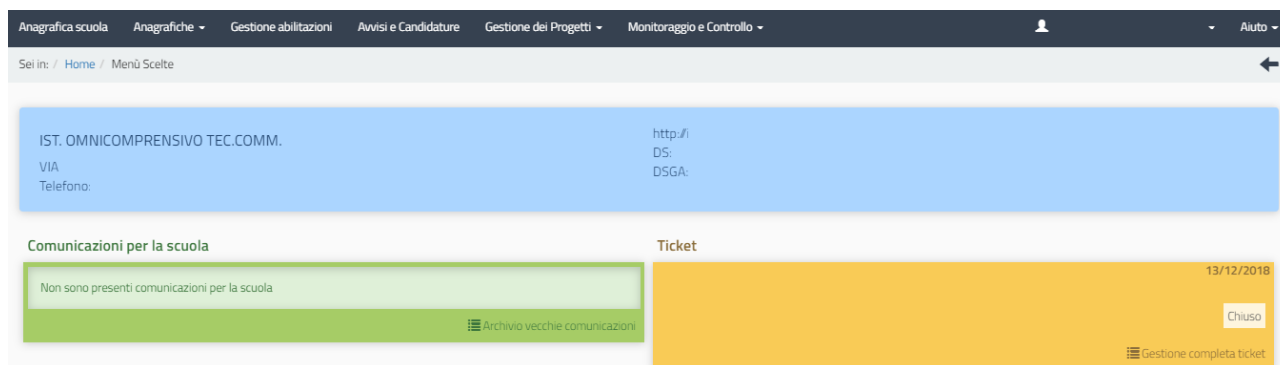 Anagrafica scuola Anagrafiche Gestione abilitazioni Avvisi e Candidature Gestione dei Progetti Monitoraggio e Controllo Aiuto
Sei in: / Home / Menù Scelte
IST. OMNICOMPRENSIVO TEC.COMM.
VIA
Telefono:
http://i
DS:
DSGA:
Comunicazioni per la scuola
Non sono presenti comunicazioni per la scuola
Archivio vecchie comunicazioni
Ticket
13/12/2018
Chiuso
Gestione completa ticket